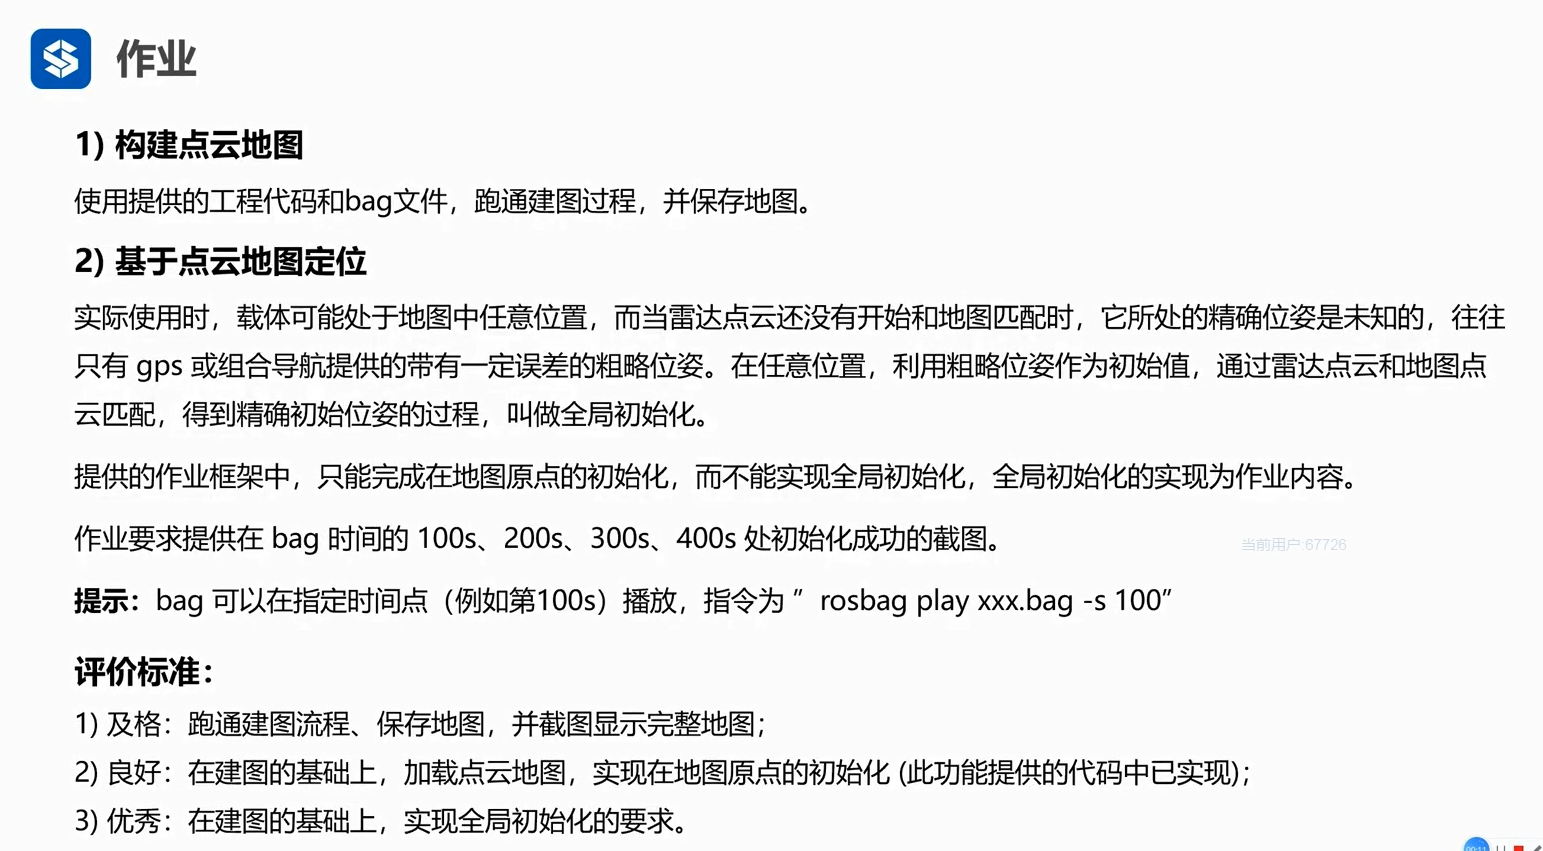 作业
1) 构建点云地图
使用提供的工程代码和bag文件，跑通建图过程，并保存地图。
2) 基于点云地图定位
实际使用时，载体可能处于地图中任意位置，而当雷达点云还没有开始和地图匹配时，它所处的精确位姿是未知的，往往
只有 gps 或组合导航提供的带有一定误差的粗略位姿。在任意位置，利用粗略位姿作为初始值，通过雷达点云和地图点
云匹配，得到精确初始位姿的过程，叫做全局初始化。
提供的作业框架中，只能完成在地图原点的初始化，而不能实现全局初始化，全局初始化的实现为作业内容。
作业要求提供在 bag 时间的 100s、200s、300s、400s 处初始化成功的截图。
当前用户:67726
提示：bag 可以在指定时间点（例如第100s）播放，指令为 ”rosbag play xxx.bag -s 100”
评价标准：
1) 及格：跑通建图流程、保存地图，并截图显示完整地图；
2) 良好：在建图的基础上，加载点云地图，实现在地图原点的初始化 (此功能提供的代码中已实现)；
3) 优秀：在建图的基础上，实现全局初始化的要求。